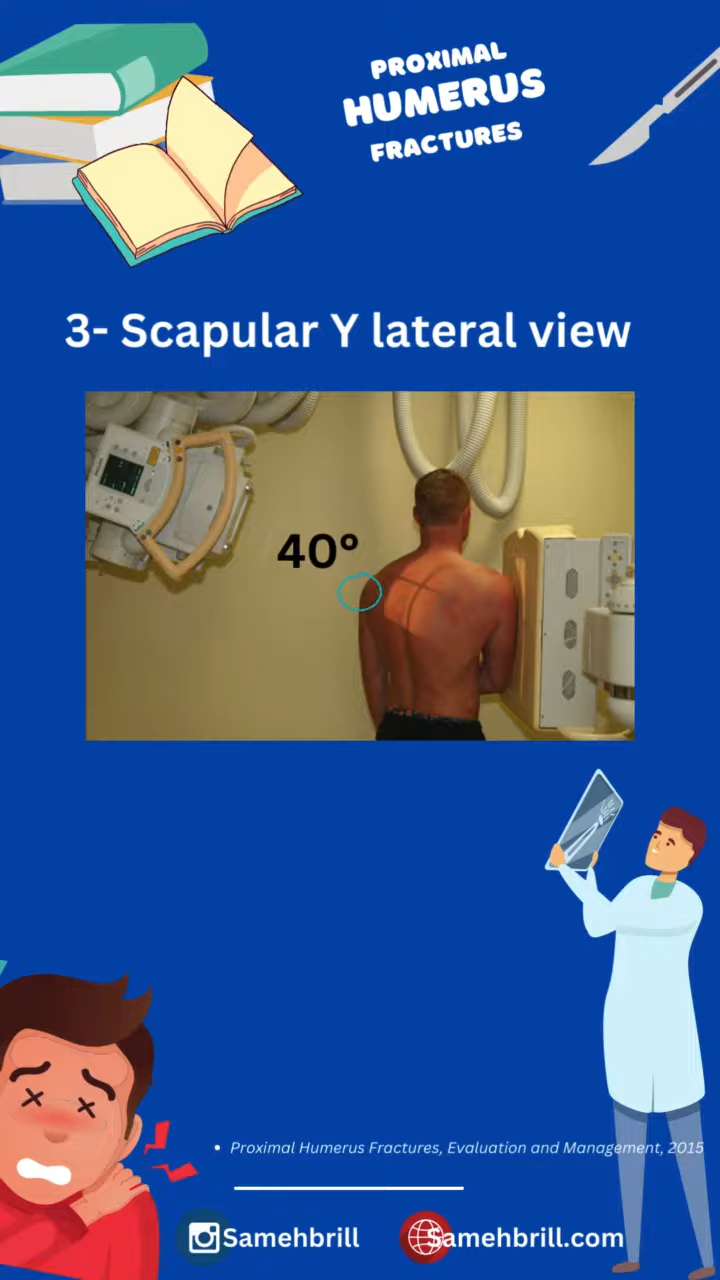 PROXIMAL
HUMERUS
FRACTURES
3- Scapular Y lateral view
40°
• Proximal Humerus Fractures, Evaluation and Management, 2015
Samehbrill
Samehbrill.com